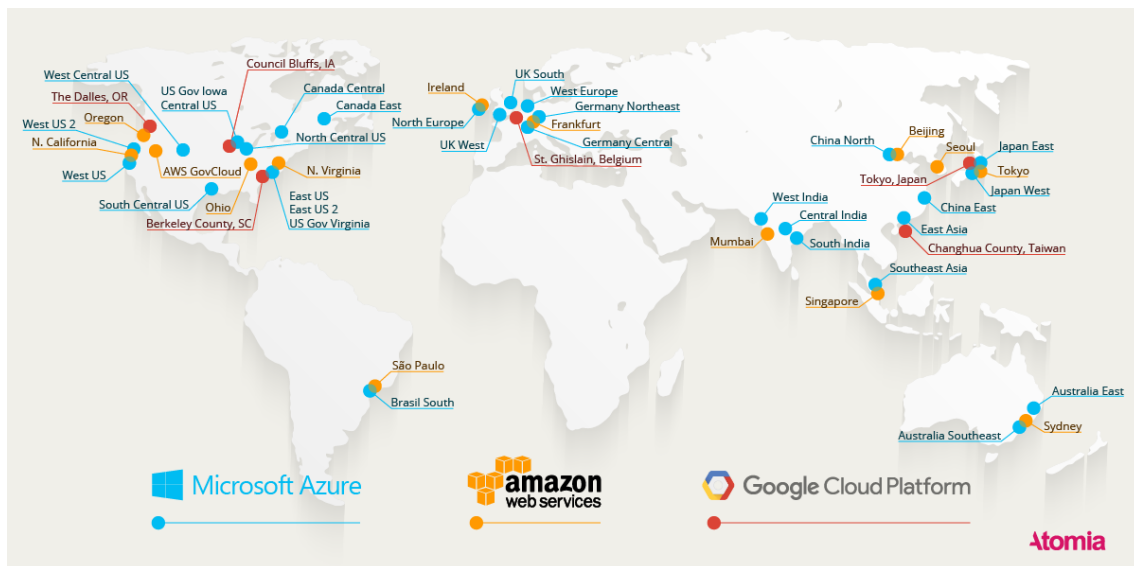 Council Bluffs, IA
West Central US
US Gov Iowa
Central US
Canada Central
Canada East
The Dalles, OR
Oregon
West US 2
N. California
West US
AWS GovCloud
North Central US
N. Virginia
South Central US
Ohio
Berkeley County, SC
East US
East US 2
US Gov Virginia
Ireland
North Europe
UK South
West Europe
Germany Northeast
Frankfurt
Germany Central
UK West
St. Ghislain, Belgium
China North
Beijing
Seoul
Japan East
Tokyo, Japan
Tokyo
Japan West
West India
Central India
South India
Mumbai
China East
East Asia
Changhua County, Taiwan
Southeast Asia
Singapore
São Paulo
Brasil South
Australia East
Sydney
Australia Southeast
Microsoft Azure
amazon
web services
Google Cloud Platform
Atomia